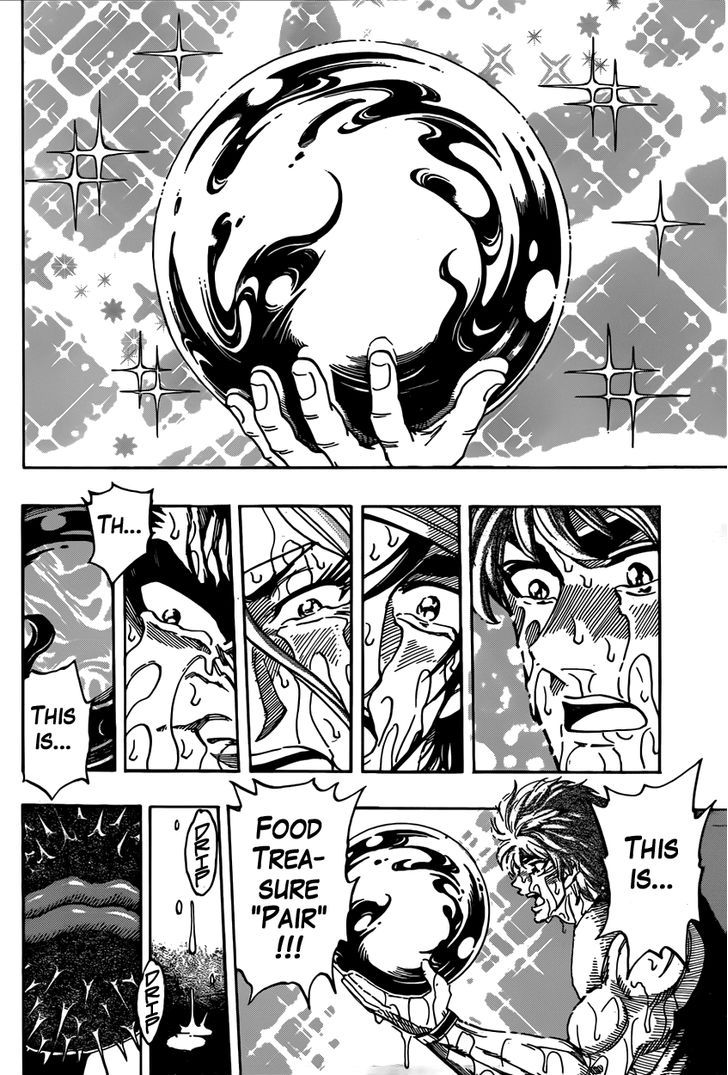 TH...
THIS
IS...
THIS
IS...
FOOD
TREA-
SURE
"PAIR"
!!!
DRIP
DRIP